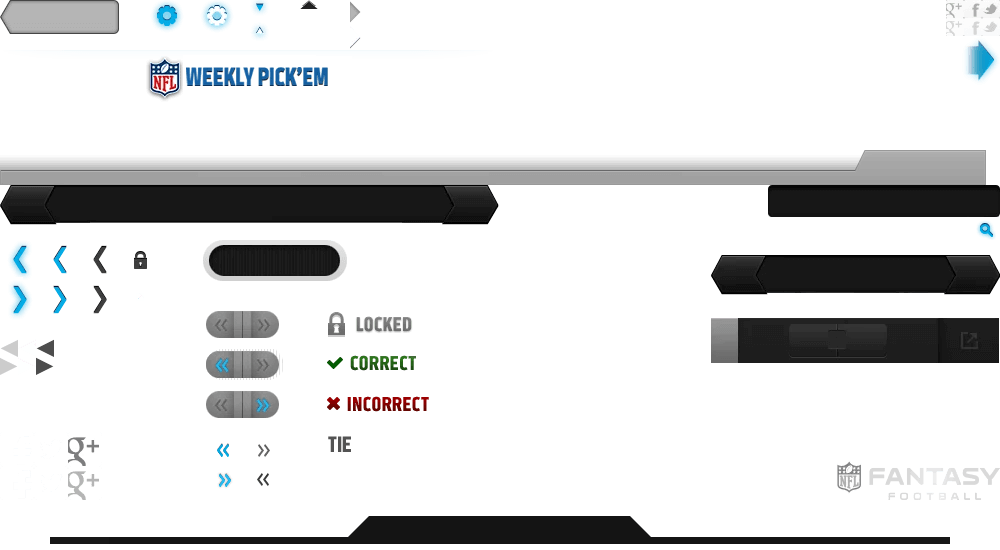 g+ f
g+ f
NFL WEEKLY PICK'EM
LOCKED
CORRECT
INCORRECT
TIE
g+
g+
NFL FANTASY
FOOTBALL